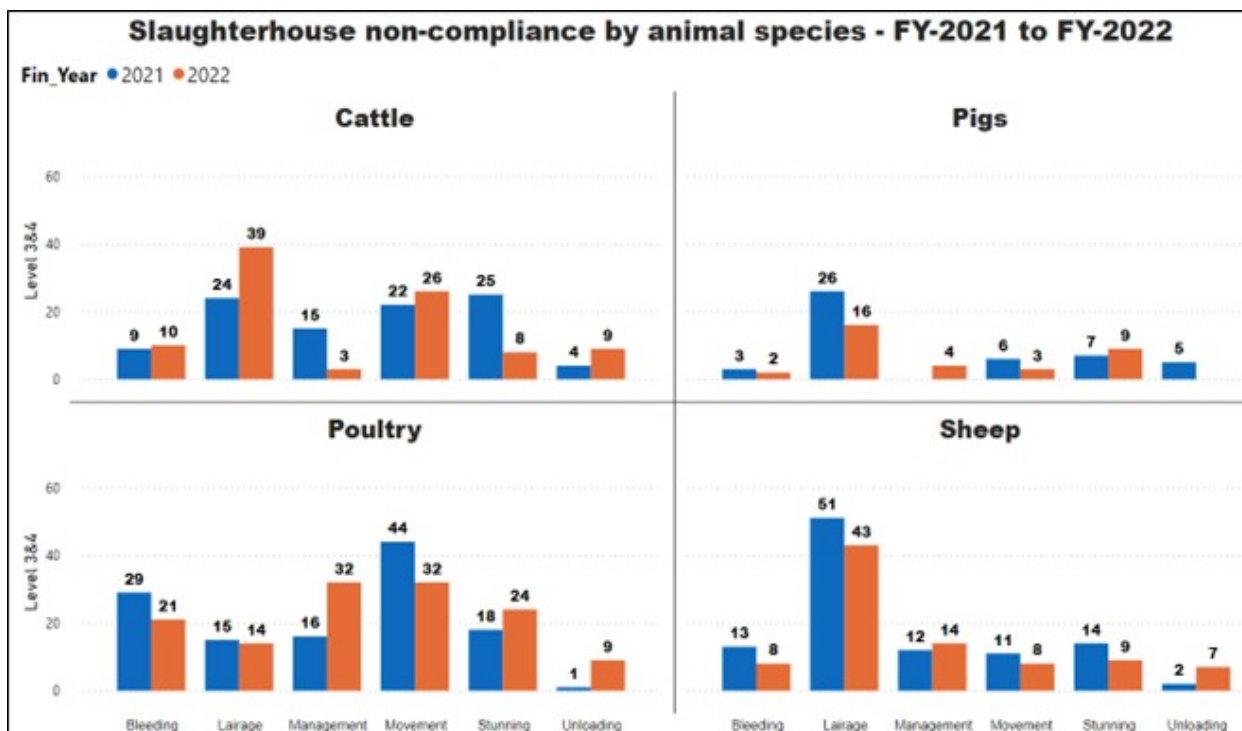 Slaughterhouse non-compliance by animal species - FY-2021 to FY-2022
Fin_Year 2021 2022
Cattle
Pigs
Level 3&4
60
40
20
0
9 10 24 39 15 3 22 26 25 8 4 9
3 2 26 16 4 6 3 7 9 5
Poultry
Sheep
Level 3&4
60
40
20
0
29 21 15 14 16 32 44 32 18 24 1 9
13 8 51 43 12 14 11 8 14 9 2 7
Bleeding Lairage Management Movement Stunning Unloading
Bleeding Lairage Management Movement Stunning Unloading